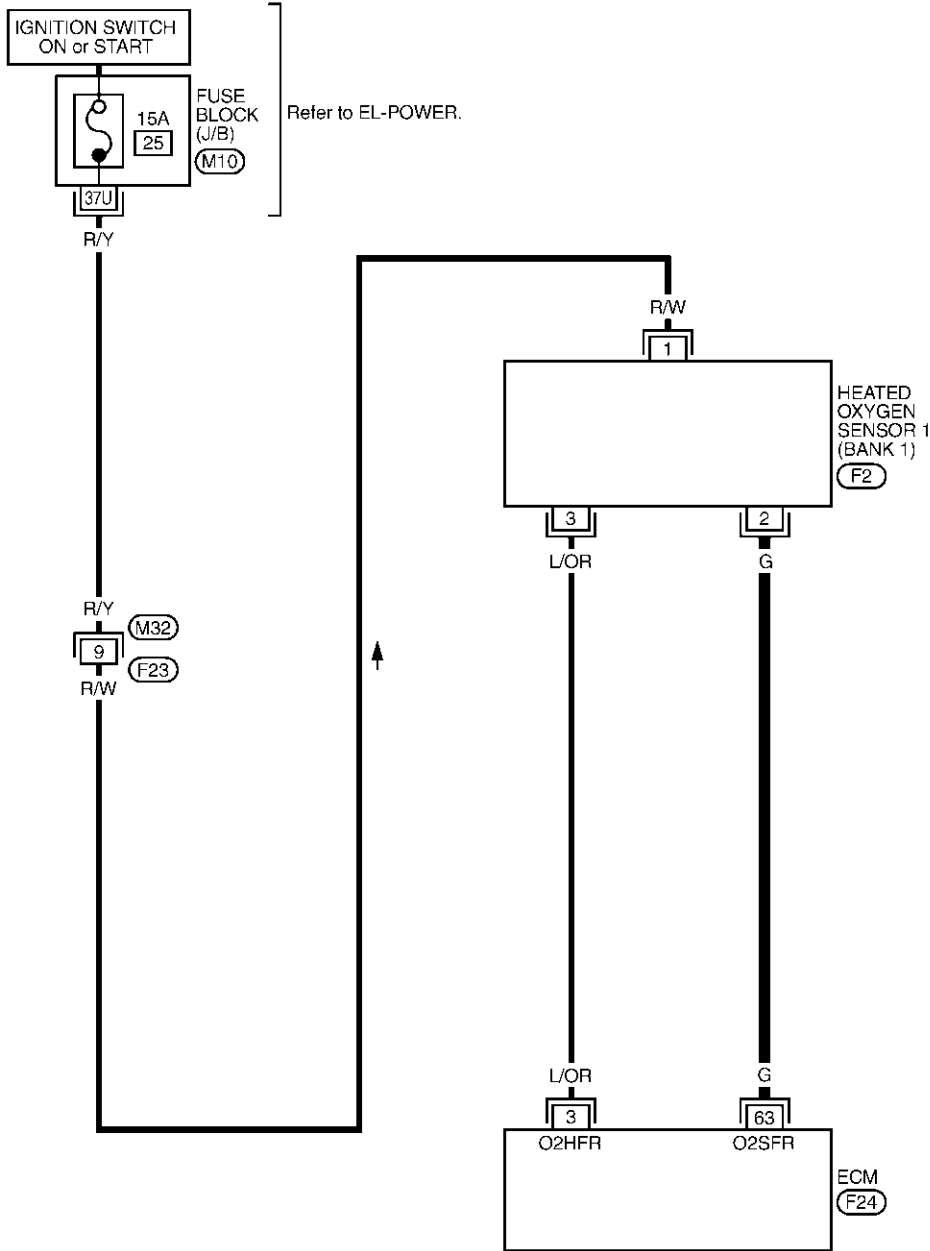 IGNITION SWITCH
ON or START
15A
25
FUSE
BLOCK
(J/B)
M10
Refer to EL-POWER.
37U
R/Y
R/W
1
HEATED
OXYGEN
SENSOR 1
(BANK 1)
F2
3
2
L/OR
G
R/Y
M32
9
F23
R/W
L/OR
G
3
63
O2HFR
O2SFR
ECM
F24